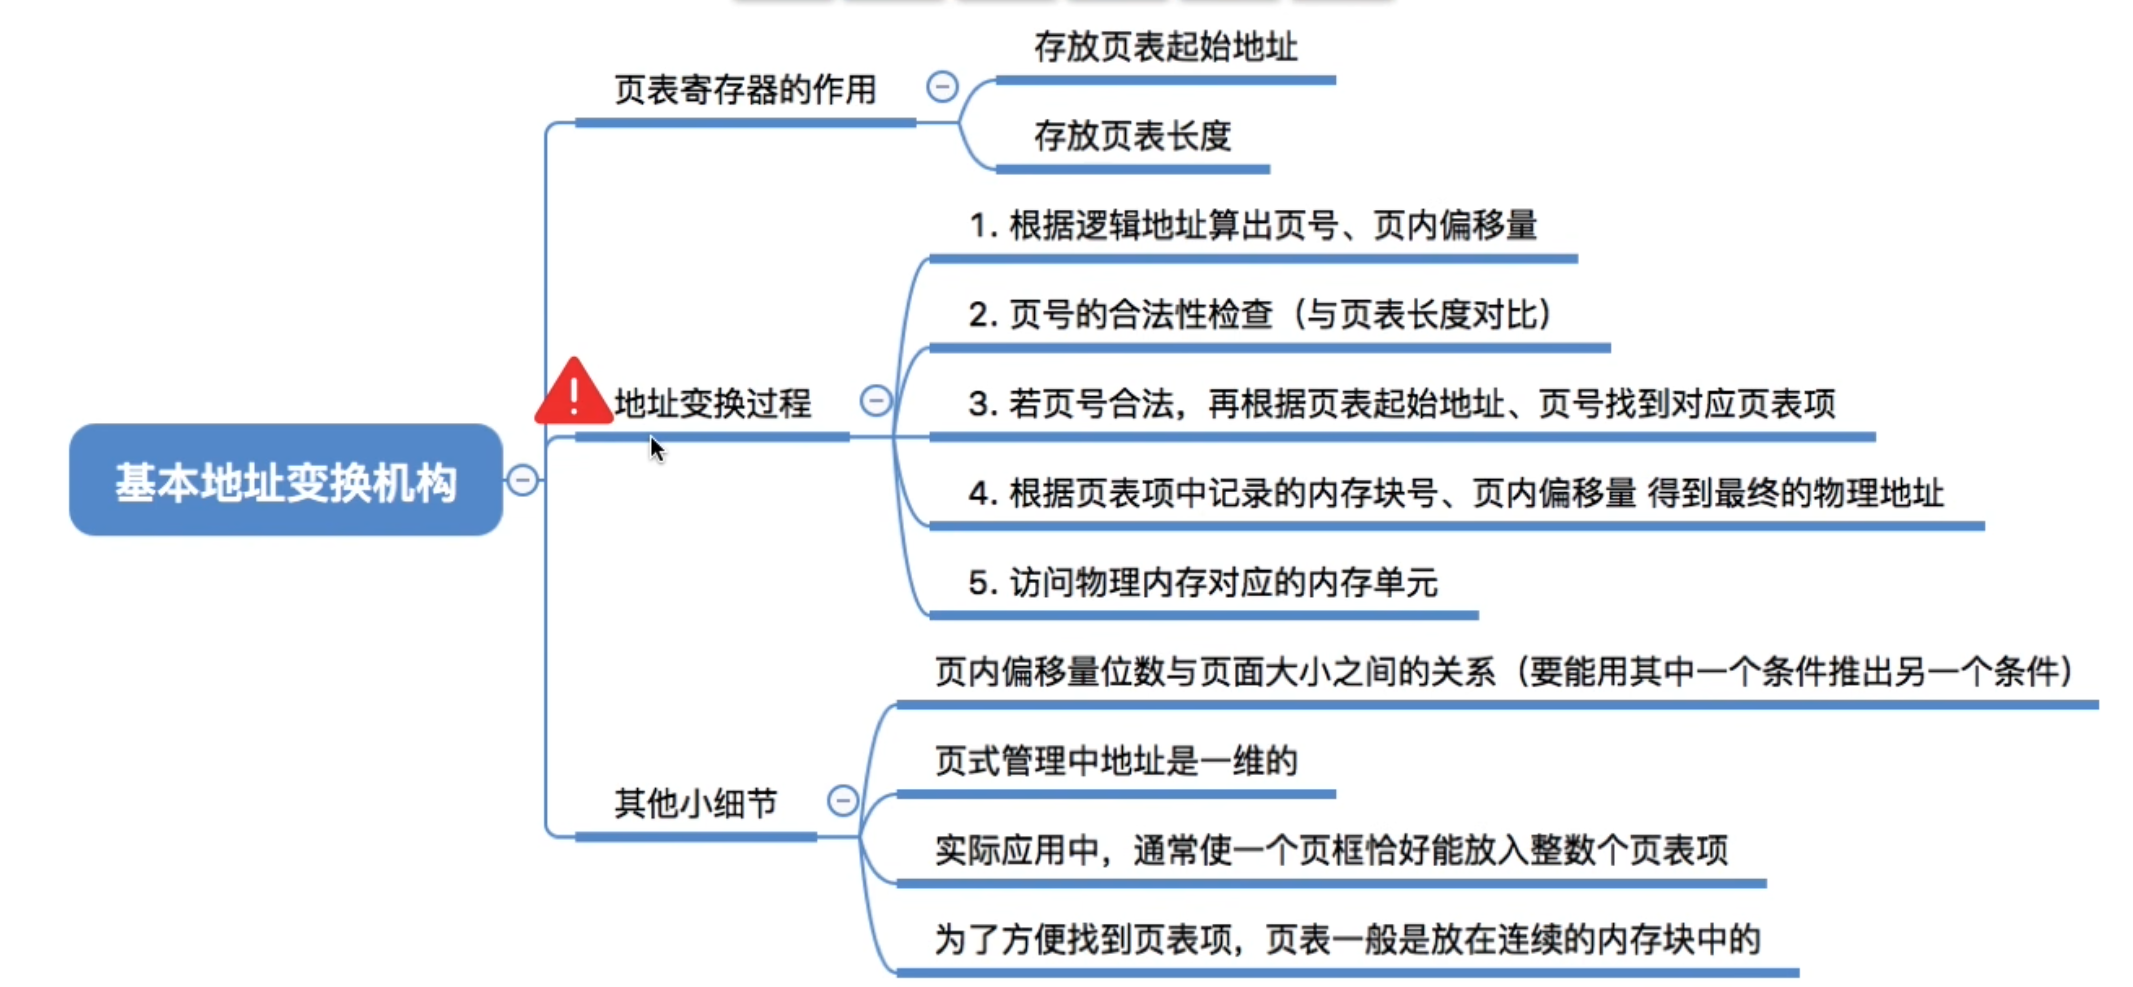 存放页表起始地址
页表寄存器的作用
存放页表长度
1. 根据逻辑地址算出页号、页内偏移量
2. 页号的合法性检查（与页表长度对比）
地址变换过程
3. 若页号合法，再根据页表起始地址、页号找到对应页表项
基本地址变换机构
4. 根据页表项中记录的内存块号、页内偏移量 得到最终的物理地址
5. 访问物理内存对应的内存单元
页内偏移量位数与页面大小之间的关系（要能用其中一个条件推出另一个条件）
页式管理中地址是一维的
其他小细节
实际应用中，通常使一个页框恰好能放入整数个页表项
为了方便找到页表项，页表一般是放在连续的内存块中的